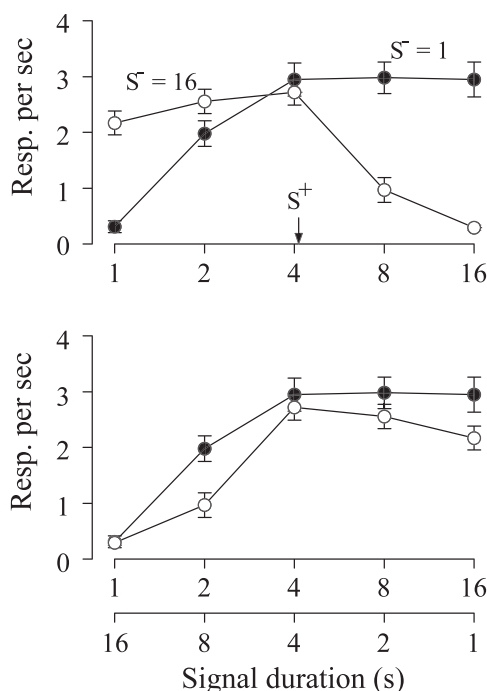 Resp. per sec
4
3
2
1
0
S⁻ = 16
S⁻ = 1
S⁺
1 2 4 8 16
Resp. per sec
4
3
2
1
0
1 2 4 8 16
16 8 4 2 1
Signal duration (s)